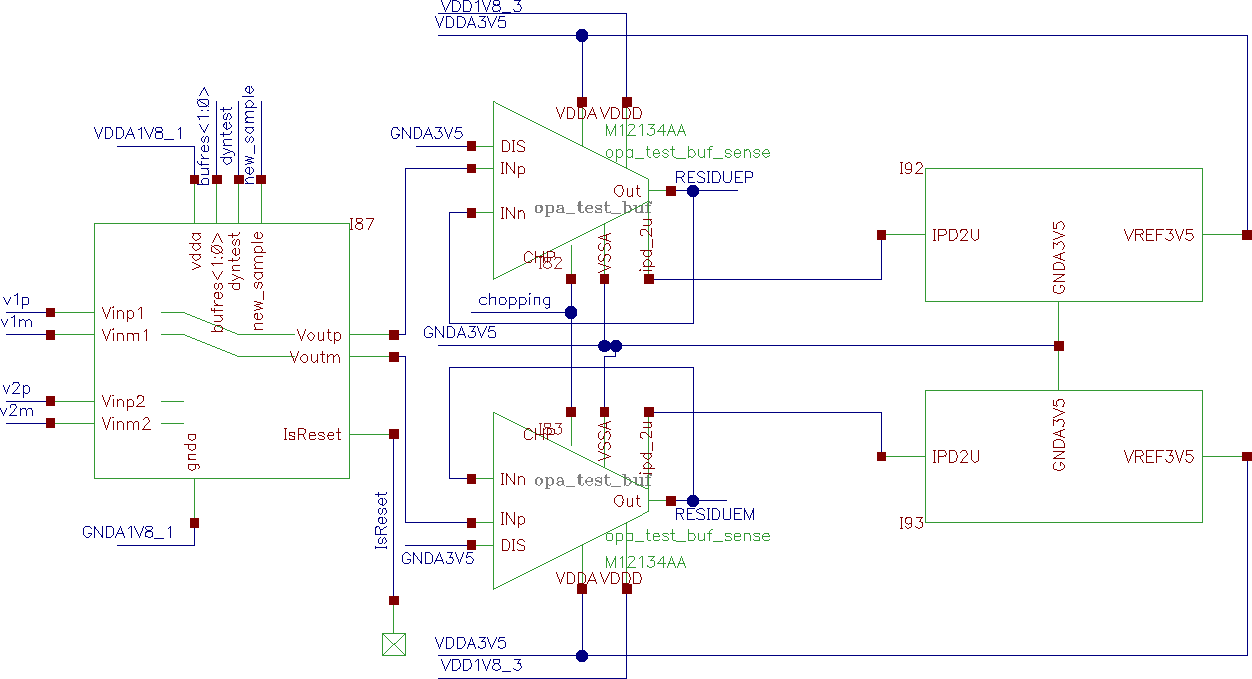 VDD1V8_3
VDDA3V5
VDDA1V8_1
bufres<1:0>
dyntest
new_sample
I87
vdda
bufres<1:0>
dyntest
new_sample
v1p
v1m
v2p
v2m
Vinp1
Vinm1
Vinp2
Vinm2
Voutp
Voutm
IsReset
gnda
GNDA1V8_1
IsReset
GNDA3V5
DIS
INp
INn
VDDA
VDDD
M12134AA
opa_test_buf_sense
Out
RESIDUEP
opa_test_buf
CHP
I82
VSSA
ipd_2u
chopping
GNDA3V5
I92
IPD2U
GNDA3V5
VREF3V5
CHP
I83
VSSA
ipd_2u
INn
opa_test_buf
Out
RESIDUEM
INp
DIS
GNDA3V5
opa_test_buf_sense
M12134AA
VDDA
VDDD
IPD2U
GNDA3V5
VREF3V5
I93
VDDA3V5
VDD1V8_3